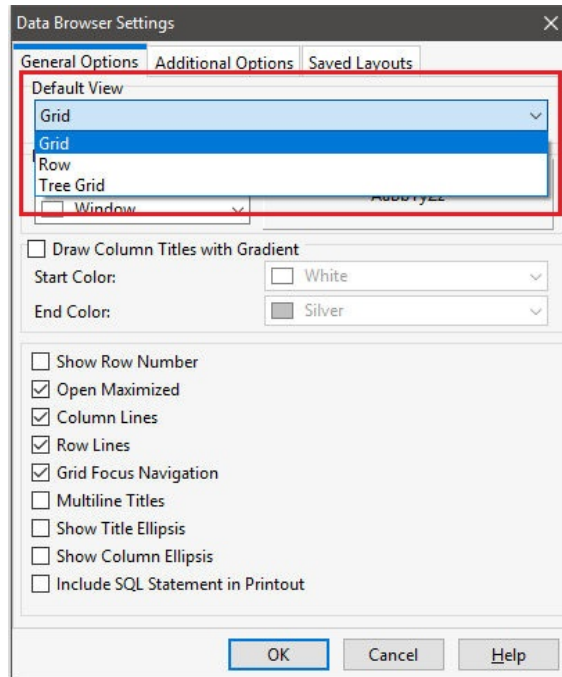 Data Browser Settings
General Options Additional Options Saved Layouts
Default View
Grid
Grid
Row
Tree Grid
Window
Draw Column Titles with Gradient
Start Color: White
End Color: Silver
Show Row Number
Open Maximized
Column Lines
Row Lines
Grid Focus Navigation
Multiline Titles
Show Title Ellipsis
Show Column Ellipsis
Include SQL Statement in Printout
OK Cancel Help